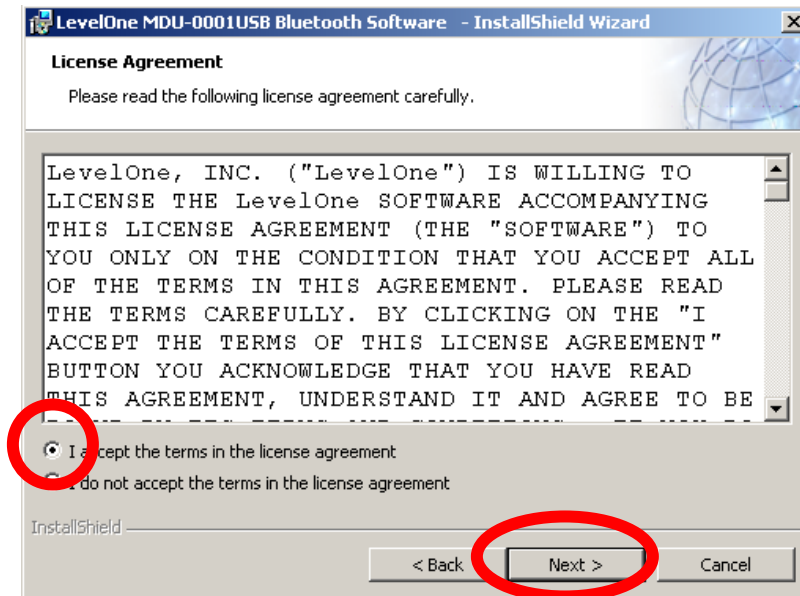 LevelOne MDU-0001USB Bluetooth Software - InstallShield Wizard
License Agreement
Please read the following license agreement carefully.
LevelOne, INC. ("LevelOne") IS WILLING TO
LICENSE THE LevelOne SOFTWARE ACCOMPANYING
THIS LICENSE AGREEMENT (THE "SOFTWARE") TO
YOU ONLY ON THE CONDITION THAT YOU ACCEPT ALL
OF THE TERMS IN THIS AGREEMENT. PLEASE READ
THE TERMS CAREFULLY. BY CLICKING ON THE "I
ACCEPT THE TERMS OF THIS LICENSE AGREEMENT"
BUTTON YOU ACKNOWLEDGE THAT YOU HAVE READ
THIS AGREEMENT, UNDERSTAND IT AND AGREE TO BE
I accept the terms in the license agreement
I do not accept the terms in the license agreement
InstallShield
< Back
Next >
Cancel